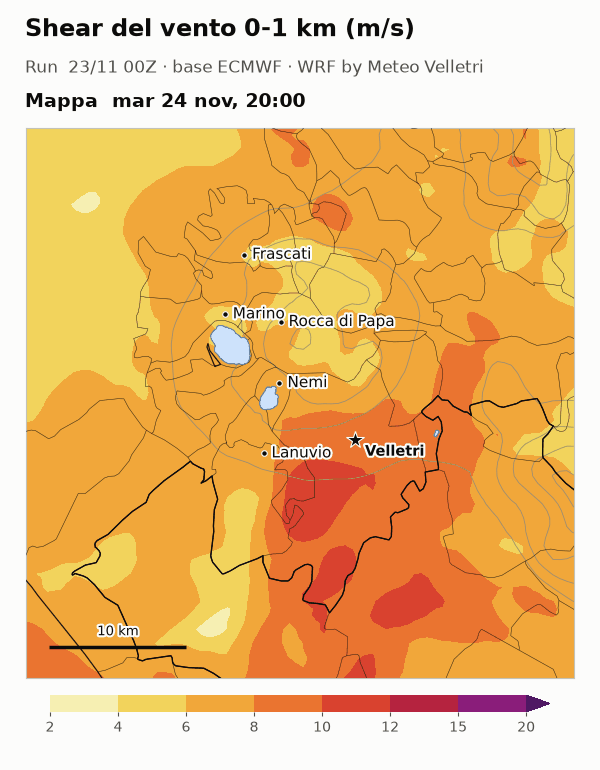 Shear del vento 0-1 km (m/s)
Run  23/11 00Z · base ECMWF · WRF by Meteo Velletri
Mappa  mar 24 nov, 20:00
Frascati
Marino
Rocca di Papa
Nemi
Velletri
Lanuvio
10 km
2 4 6 8 10 12 15 20